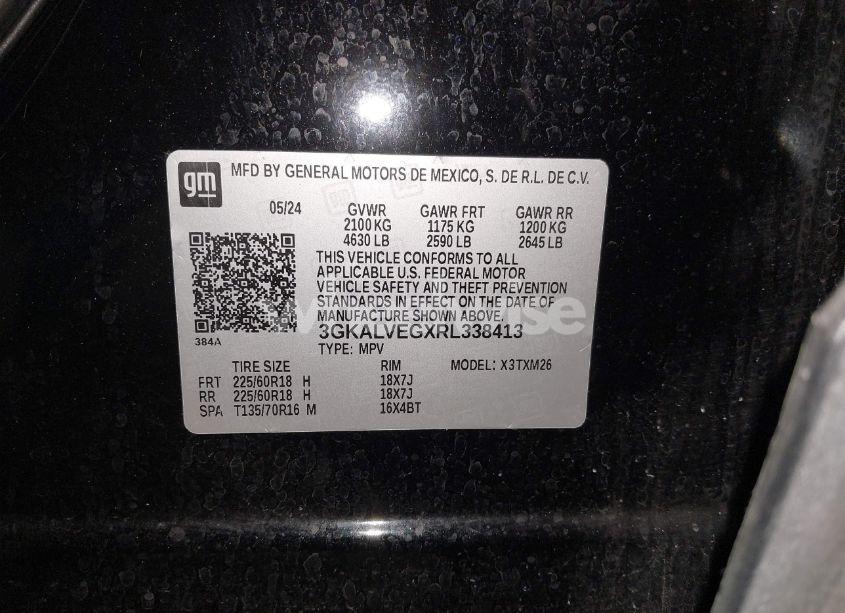 gm
MFD BY GENERAL MOTORS DE MEXICO, S. DE R.L. DE C.V.
05/24 GVWR GAWR FRT GAWR RR
2100 KG 1175 KG 1200 KG
4630 LB 2590 LB 2645 LB
THIS VEHICLE CONFORMS TO ALL
APPLICABLE U.S. FEDERAL MOTOR
VEHICLE SAFETY AND THEFT PREVENTION
STANDARDS IN EFFECT ON THE DATE OF
MANUFACTURE SHOWN ABOVE.
3GKALVEGXRL338413
384A
TYPE: MPV
TIRE SIZE RIM MODEL: X3TXM26
FRT 225/60R18 H 18X7J
RR 225/60R18 H 18X7J
SPA T135/70R16 M 16X4BT